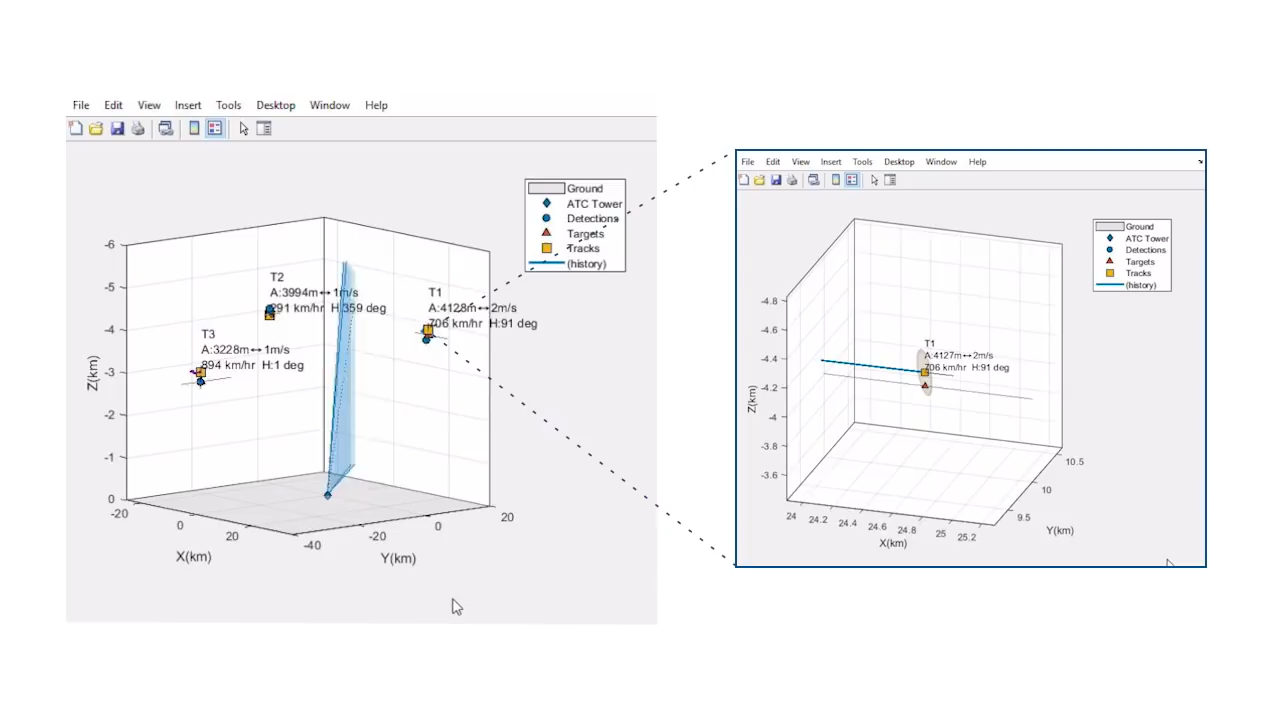 File Edit View Insert Tools Desktop Window Help
Ground
ATC Tower
Detections
Targets
Tracks
(history)
-6
-5
-4
-3
-2
-1
0
Z(km)
T2
A:3994m↔1m/s
291 km/hr H:359 deg
T1
A:4128m↔2m/s
706 km/hr H:91 deg
T3
A:3228m↔1m/s
894 km/hr H:1 deg
-20
0
20
X(km)
-40
-20
0
20
Y(km)
File Edit View Insert Tools Desktop Window Help
Ground
ATC Tower
Detections
Targets
Tracks
(history)
-4.8
-4.6
-4.4
-4.2
-4
-3.8
-3.6
Z(km)
T1
A:4127m↔2m/s
706 km/hr H:91 deg
24
24.2
24.4
24.6
24.8
25
25.2
X(km)
9.5
10
10.5
Y(km)